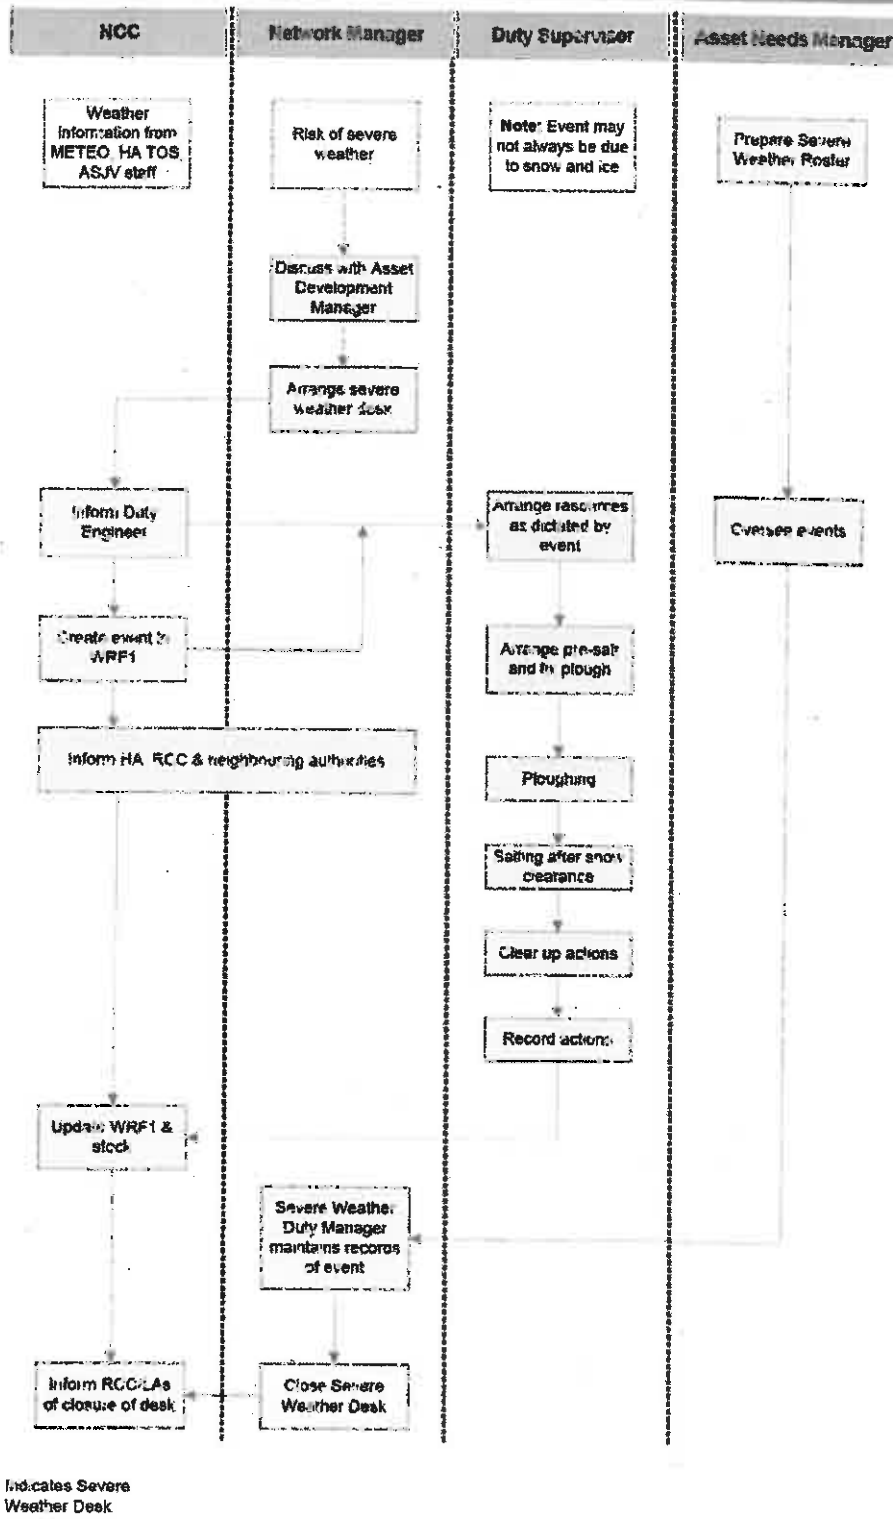 NCC
Network Manager
Duty Supervisor
Asset Needs Manager
Weather
Information from
METEO, HA TOS,
ASJV staff
Risk of severe
weather
Note: Event may
not always be due
to snow and ice
Prepare Severe
Weather Roster
Discuss with Asset
Development
Manager
Arrange severe
weather desk
Inform Duty
Engineer
Arrange resources
as dictated by
event
Oversee events
Create event in
WRF1
Arrange pre-salt
and plough
Inform HA, RCC & neighbouring authorities
Ploughing
Salting after snow
clearance
Clear up actions
Record actions
Update WRF1 &
stock
Severe Weather
Duty Manager
maintains records
of event
Inform RCC/LAs
of closure of desk
Close Severe
Weather Desk
Indicates Severe
Weather Desk